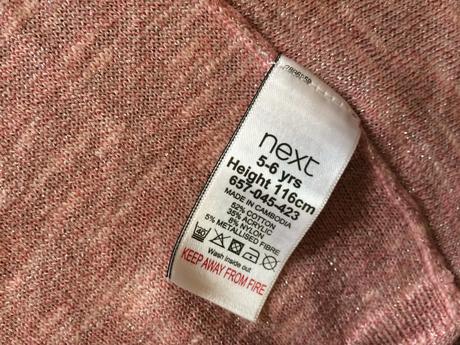 next
5-6 yrs
Height 116cm
657-045-423
MADE IN CAMBODIA
52% COTTON
35% ACRYLIC
8% NYLON
5% METALLISED FIBRE
40
Wash inside out
KEEP AWAY FROM FIRE